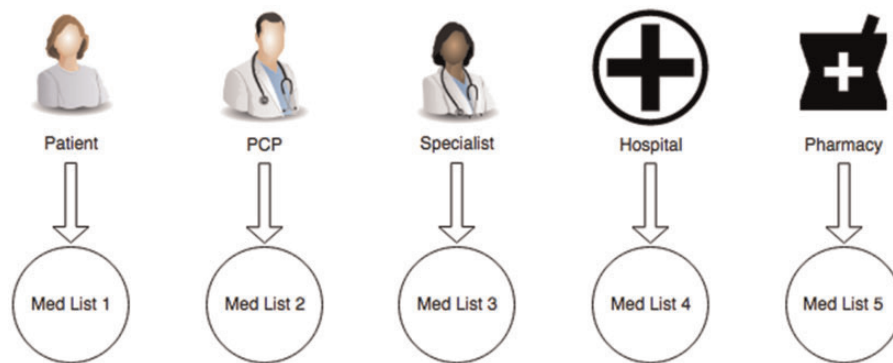 Patient
PCP
Specialist
Hospital
Pharmacy
Med List 1
Med List 2
Med List 3
Med List 4
Med List 5